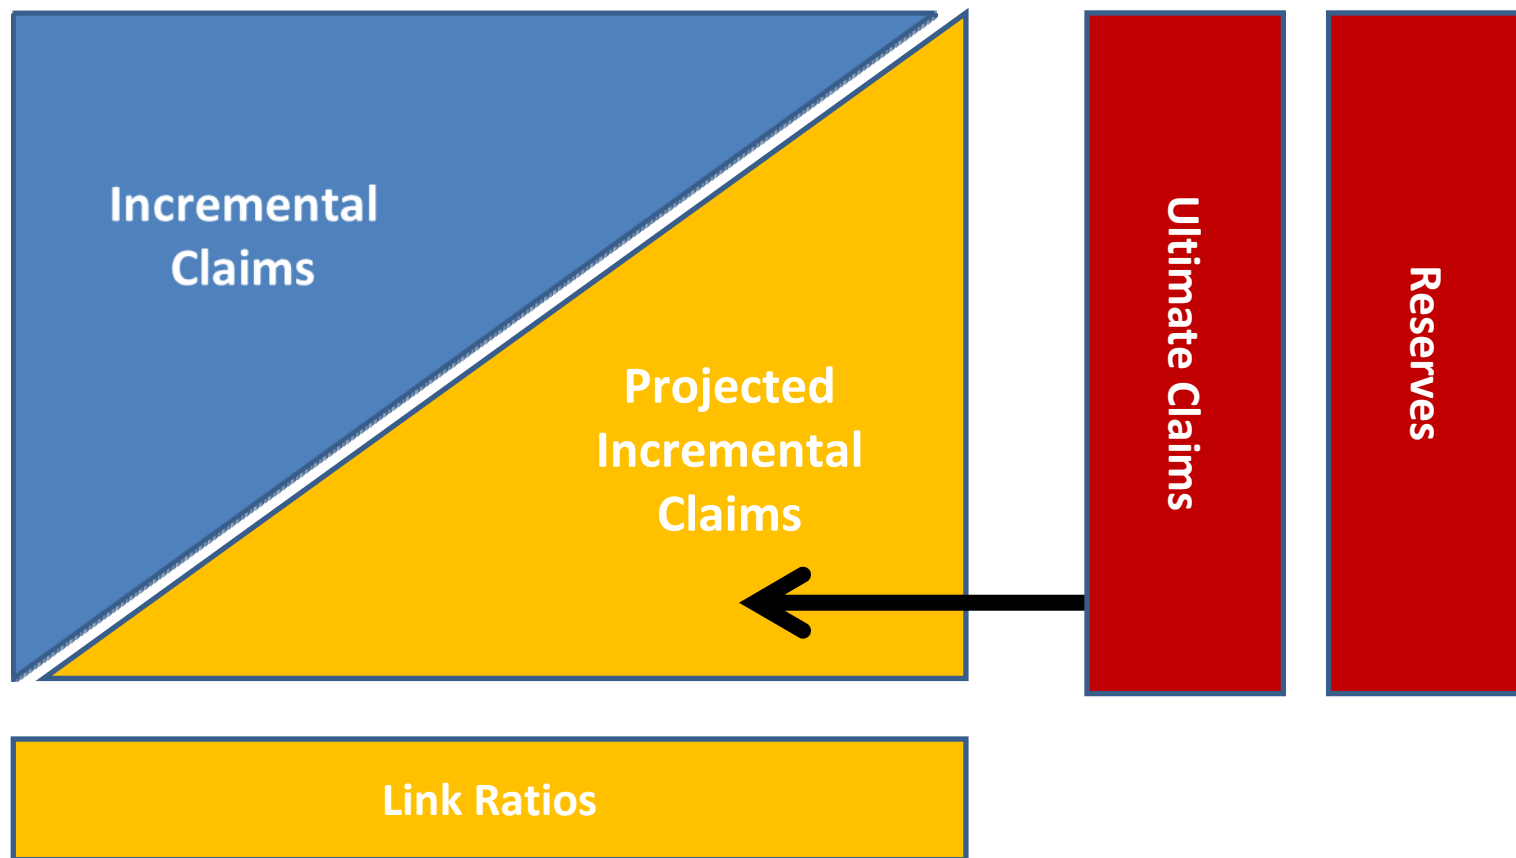 Incremental
Claims
Projected
Incremental
Claims
Ultimate Claims
Reserves
Link Ratios